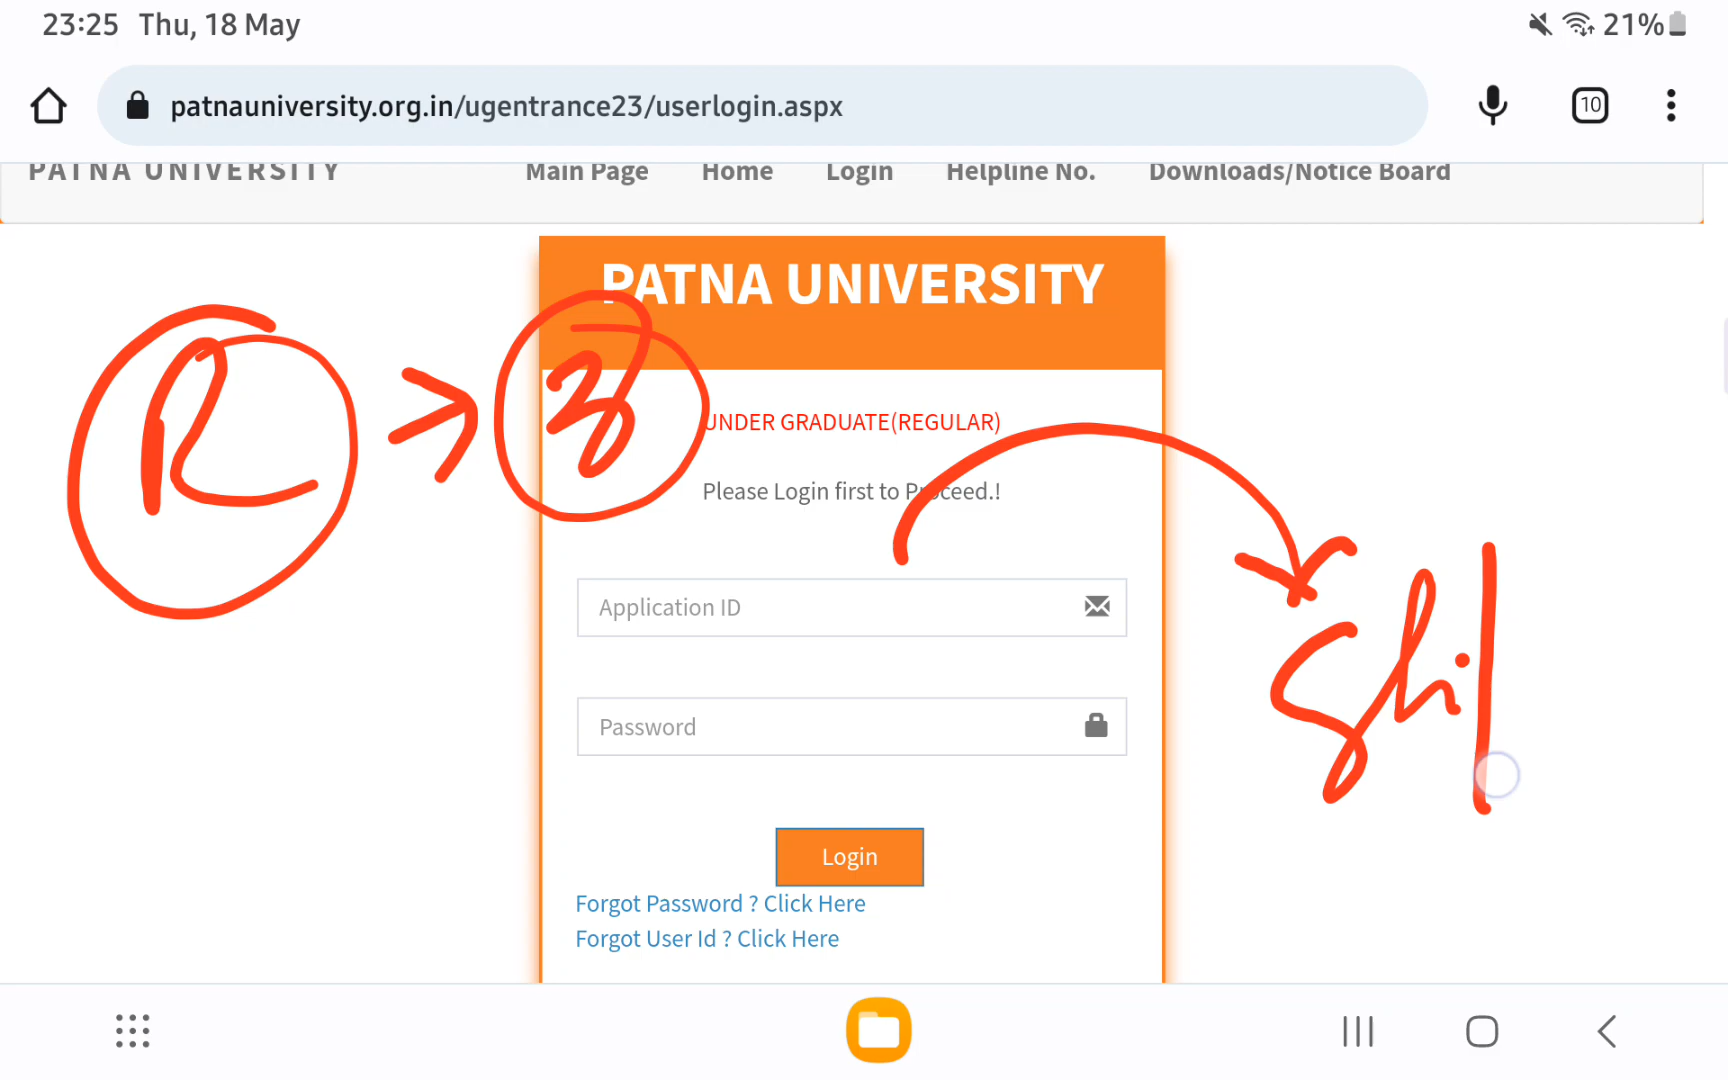 23:25 Thu, 18 May 21%
patnauniversity.org.in/ugentrance23/userlogin.aspx 10
PATNA UNIVERSITY Main Page Home Login Helpline No. Downloads/Notice Board
PATNA UNIVERSITY
R > 3
UNDER GRADUATE(REGULAR)
Please Login first to Proceed.!
Application ID
Shi
Password
Login
Forgot Password ? Click Here
Forgot User Id ? Click Here